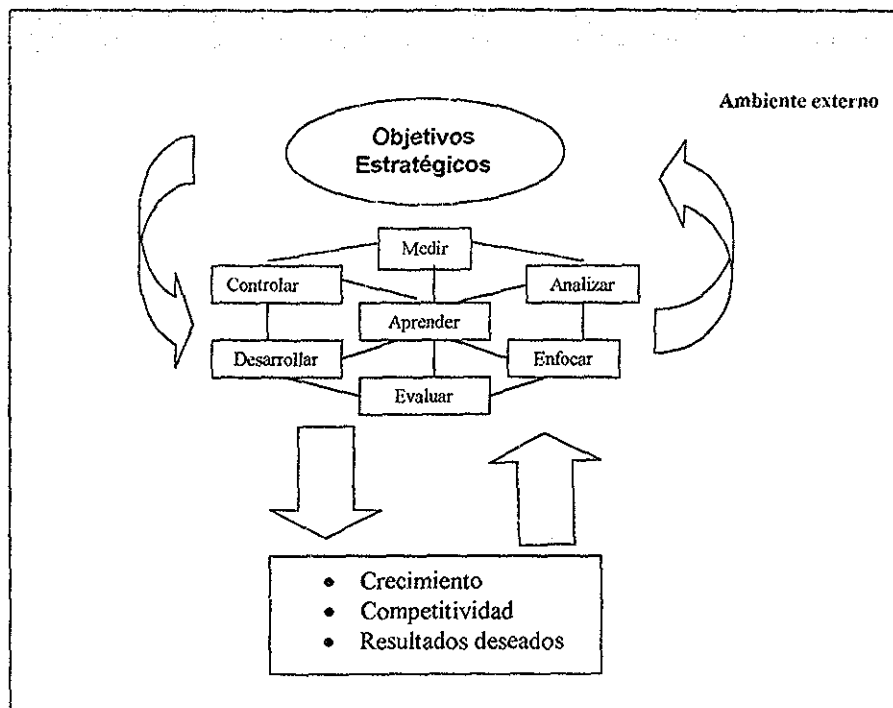 Ambiente externo
Objetivos
Estratégicos
Medir
Controlar
Analizar
Aprender
Desarrollar
Enfocar
Evaluar
• Crecimiento
• Competitividad
• Resultados deseados